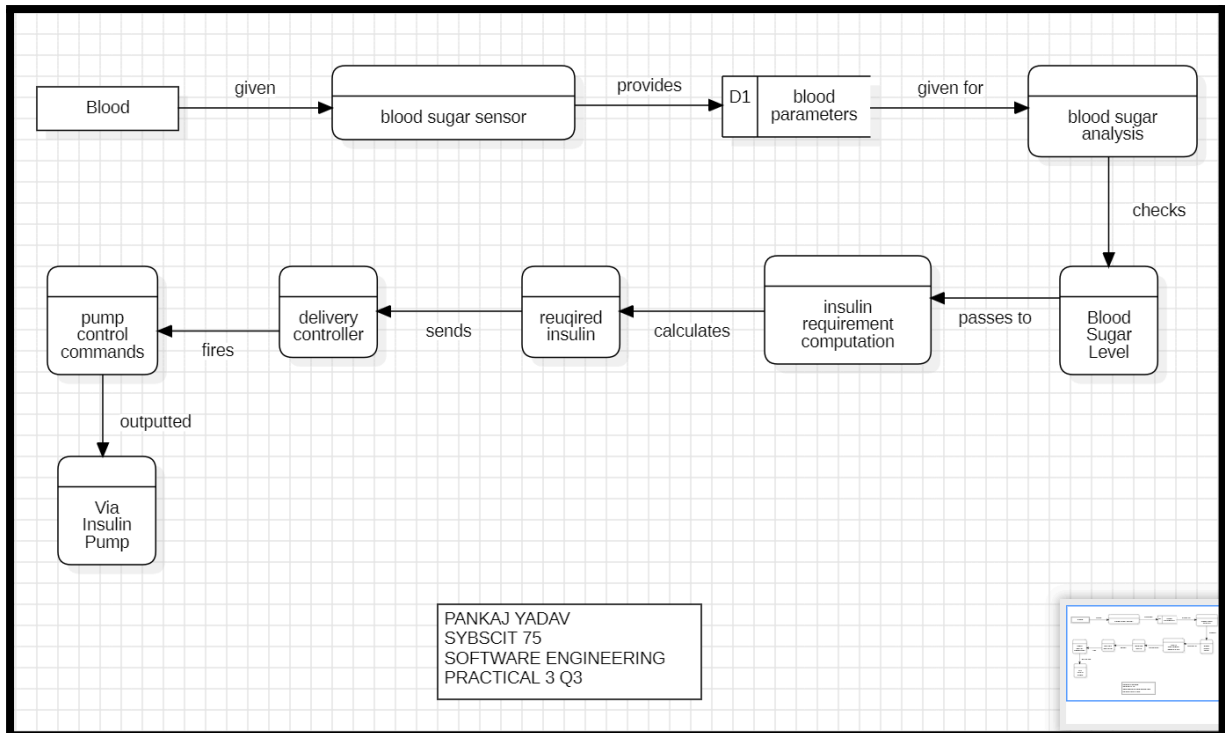 Blood
given
blood sugar sensor
provides
D1
blood
parameters
given for
blood sugar
analysis
checks
Blood
Sugar
Level
passes to
insulin
requirement
computation
calculates
reuqired
insulin
sends
delivery
controller
fires
pump
control
commands
outputted
Via
Insulin
Pump
PANKAJ YADAV
SYBSCIT 75
SOFTWARE ENGINEERING
PRACTICAL 3 Q3